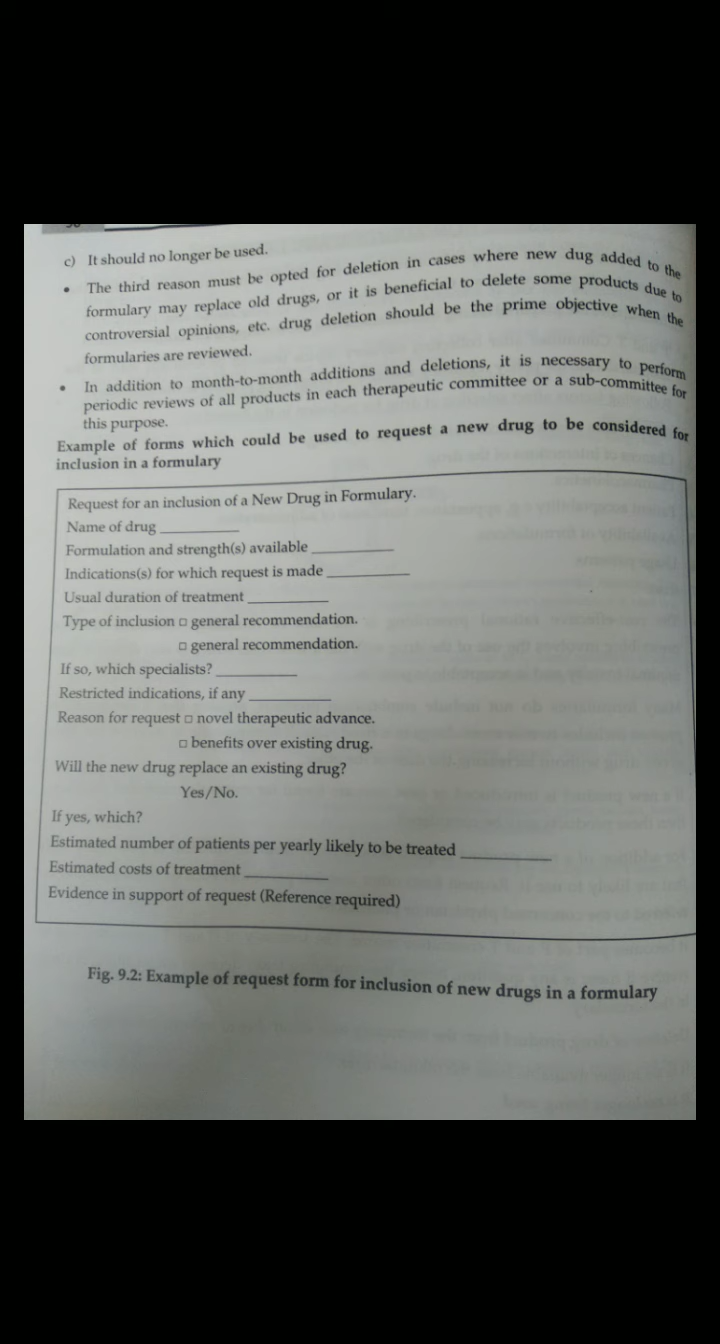 c) It should no longer be used.
• The third reason must be opted for deletion in cases where new dug added to the
formulary may replace old drugs, or it is beneficial to delete some products due to
controversial opinions, etc. drug deletion should be the prime objective when the
formularies are reviewed.
• In addition to month-to-month additions and deletions, it is necessary to perform
periodic reviews of all products in each therapeutic committee or a sub-committee for
this purpose.
Example of forms which could be used to request a new drug to be considered for
inclusion in a formulary
Request for an inclusion of a New Drug in Formulary.
Name of drug ________
Formulation and strength(s) available ________
Indications(s) for which request is made ________
Usual duration of treatment ________
Type of inclusion □ general recommendation.
□ general recommendation.
If so, which specialists? ________
Restricted indications, if any ________
Reason for request □ novel therapeutic advance.
□ benefits over existing drug.
Will the new drug replace an existing drug?
Yes/No.
If yes, which?
Estimated number of patients per yearly likely to be treated ________
Estimated costs of treatment ________
Evidence in support of request (Reference required)
Fig. 9.2: Example of request form for inclusion of new drugs in a formulary